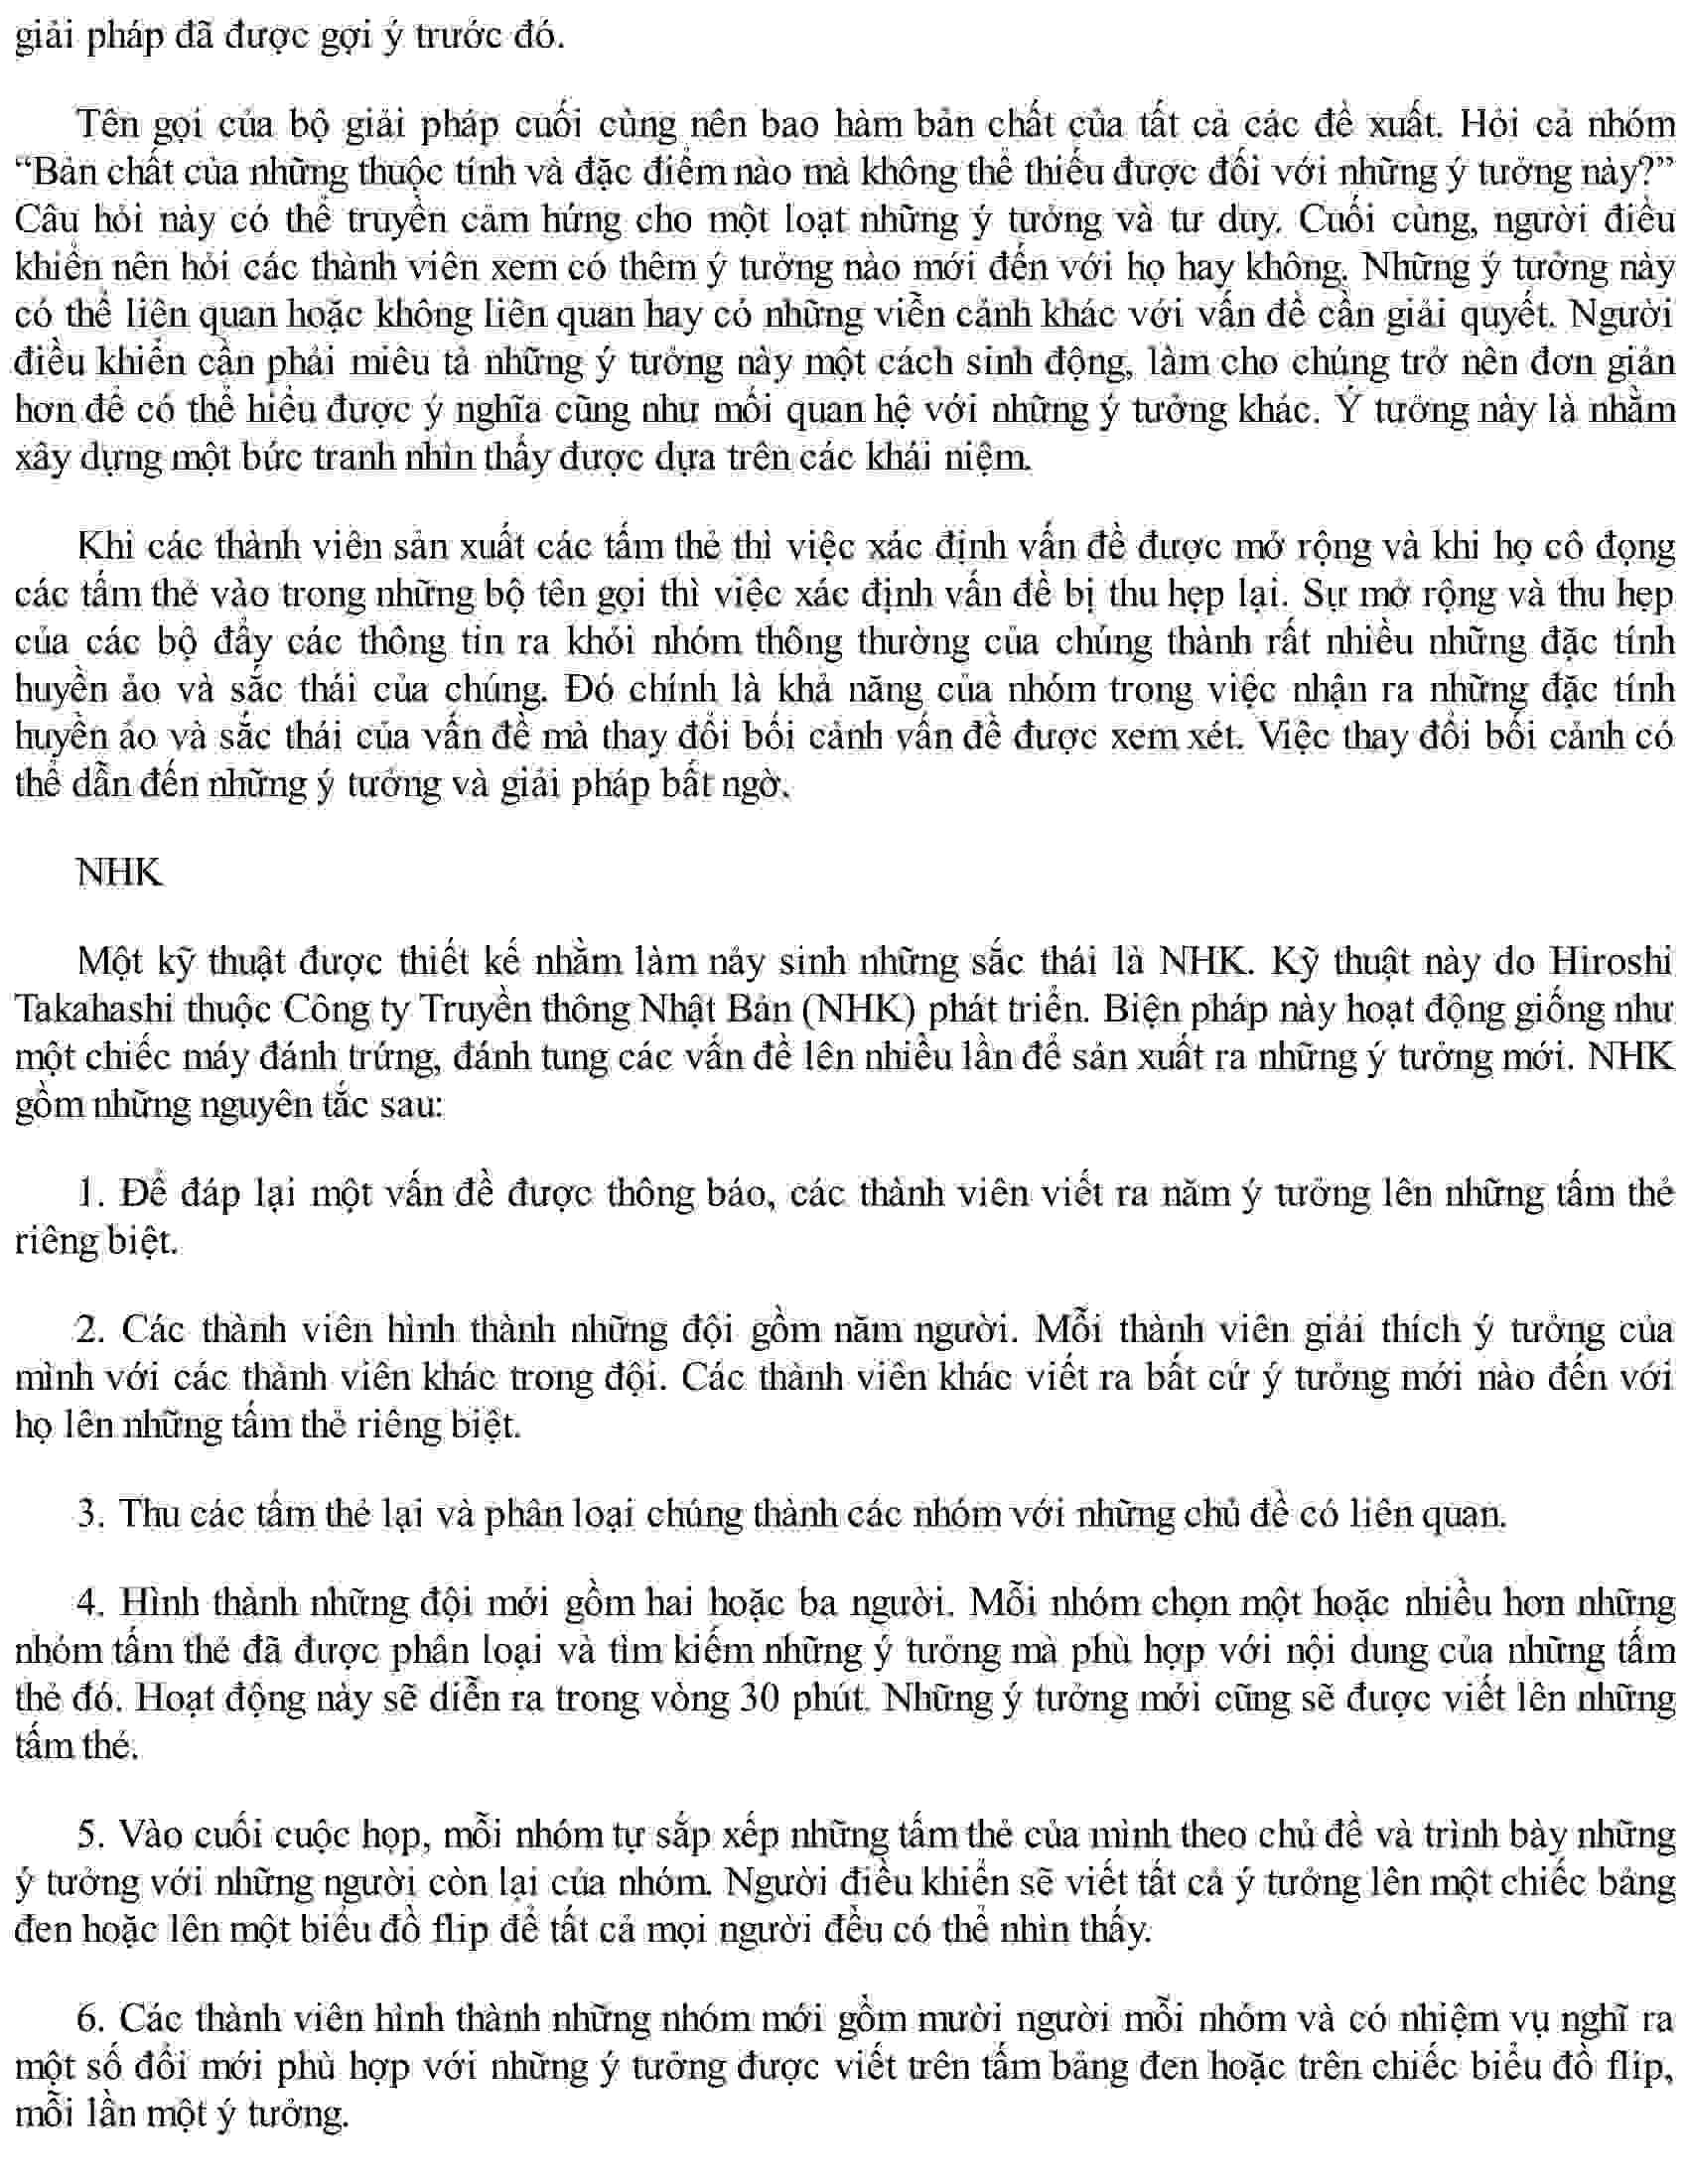 giải pháp đã được gợi ý trước đó.
Tên gọi của bộ giải pháp cuối cùng nên bao hàm bản chất của tất cả các đề xuất. Hỏi cả nhóm
“Bản chất của những thuộc tính và đặc điểm nào mà không thể thiếu được đối với những ý tưởng này?”
Câu hỏi này có thể truyền cảm hứng cho một loạt những ý tưởng và tư duy. Cuối cùng, người điều
khiển nên hỏi các thành viên xem có thêm ý tưởng nào mới đến với họ hay không. Những ý tưởng này
có thể liên quan hoặc không liên quan hay có những viễn cảnh khác với vấn đề cần giải quyết. Người
điều khiển cần phải miêu tả những ý tưởng này một cách sinh động, làm cho chúng trở nên đơn giản
hơn để có thể hiểu được ý nghĩa cũng như mối quan hệ với những ý tưởng khác. Ý tưởng này là nhằm
xây dựng một bức tranh nhìn thấy được dựa trên các khái niệm.
Khi các thành viên sản xuất các tấm thẻ thì việc xác định vấn đề được mở rộng và khi họ cô đọng
các tấm thẻ vào trong những bộ tên gọi thì việc xác định vấn đề bị thu hẹp lại. Sự mở rộng và thu hẹp
của các bộ đẩy các thông tin ra khỏi nhóm thông thường của chúng thành rất nhiều những đặc tính
huyền ảo và sắc thái của chúng. Đó chính là khả năng của nhóm trong việc nhận ra những đặc tính
huyền ảo và sắc thái của vấn đề mà thay đổi bối cảnh vấn đề được xem xét. Việc thay đổi bối cảnh có
thể dẫn đến những ý tưởng và giải pháp bất ngờ.
NHK
Một kỹ thuật được thiết kế nhằm làm nảy sinh những sắc thái là NHK. Kỹ thuật này do Hiroshi
Takahashi thuộc Công ty Truyền thông Nhật Bản (NHK) phát triển. Biện pháp này hoạt động giống như
một chiếc máy đánh trứng, đánh tung các vấn đề lên nhiều lần để sản xuất ra những ý tưởng mới. NHK
gồm những nguyên tắc sau:
1. Để đáp lại một vấn đề được thông báo, các thành viên viết ra năm ý tưởng lên những tấm thẻ
riêng biệt.
2. Các thành viên hình thành những đội gồm năm người. Mỗi thành viên giải thích ý tưởng của
mình với các thành viên khác trong đội. Các thành viên khác viết ra bất cứ ý tưởng mới nào đến với
họ lên những tấm thẻ riêng biệt.
3. Thu các tấm thẻ lại và phân loại chúng thành các nhóm với những chủ đề có liên quan.
4. Hình thành những đội mới gồm hai hoặc ba người. Mỗi nhóm chọn một hoặc nhiều hơn những
nhóm tấm thẻ đã được phân loại và tìm kiếm những ý tưởng mà phù hợp với nội dung của những tấm
thẻ đó. Hoạt động này sẽ diễn ra trong vòng 30 phút. Những ý tưởng mới cũng sẽ được viết lên những
tấm thẻ.
5. Vào cuối cuộc họp, mỗi nhóm tự sắp xếp những tấm thẻ của mình theo chủ đề và trình bày những
ý tưởng với những người còn lại của nhóm. Người điều khiển sẽ viết tất cả ý tưởng lên một chiếc bảng
đen hoặc lên một biểu đồ flip để tất cả mọi người đều có thể nhìn thấy.
6. Các thành viên hình thành những nhóm mới gồm mười người mỗi nhóm và có nhiệm vụ nghĩ ra
một số đổi mới phù hợp với những ý tưởng được viết trên tấm bảng đen hoặc trên chiếc biểu đồ flip,
mỗi lần một ý tưởng.